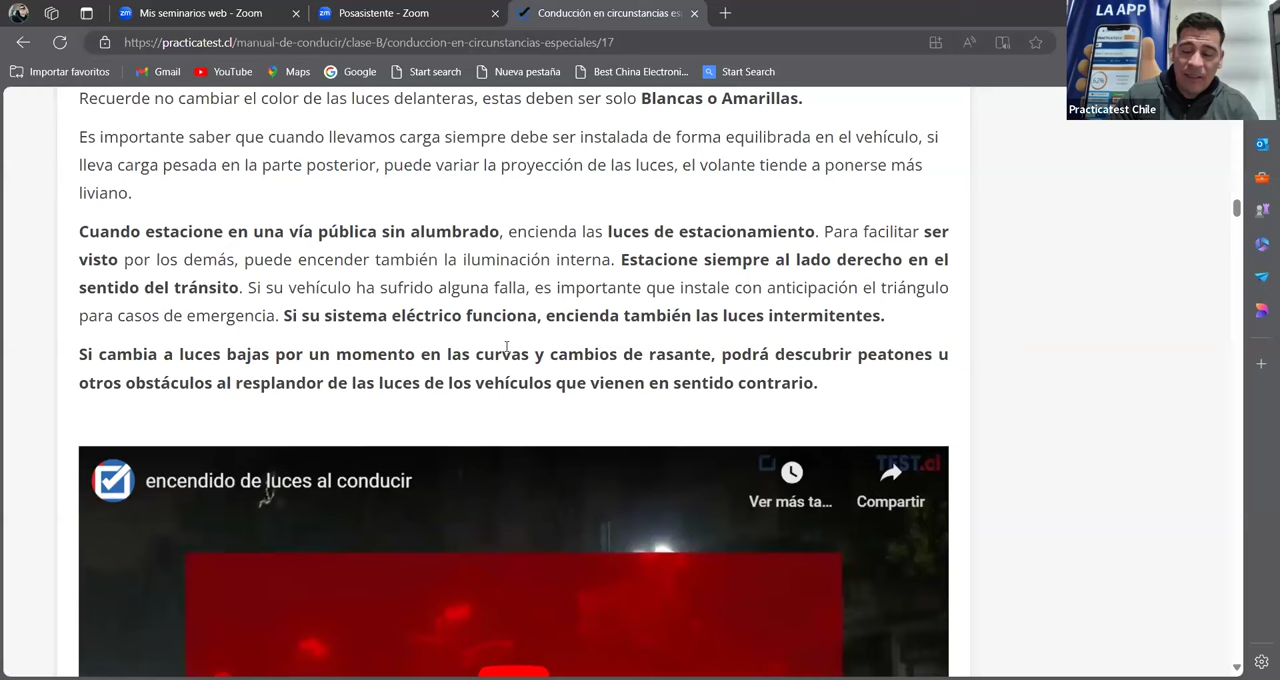 Mis seminarios web - Zoom
Posasistente - Zoom
Conducción en circunstancias es
https://practicatest.cl/manual-de-conducir/clase-B/conduccion-en-circunstancias-especiales/17
Importar favoritos
Gmail
YouTube
Maps
Google
Start search
Nueva pestaña
Best China Electroni...
Start Search
LA APP
Practicatest Chile
Recuerde no cambiar el color de las luces delanteras, estas deben ser solo Blancas o Amarillas.
Es importante saber que cuando llevamos carga siempre debe ser instalada de forma equilibrada en el vehículo, si
lleva carga pesada en la parte posterior, puede variar la proyección de las luces, el volante tiende a ponerse más
liviano.
Cuando estacione en una vía pública sin alumbrado, encienda las luces de estacionamiento. Para facilitar ser
visto por los demás, puede encender también la iluminación interna. Estacione siempre al lado derecho en el
sentido del tránsito. Si su vehículo ha sufrido alguna falla, es importante que instale con anticipación el triángulo
para casos de emergencia. Si su sistema eléctrico funciona, encienda también las luces intermitentes.
Si cambia a luces bajas por un momento en las curvas y cambios de rasante, podrá descubrir peatones u
otros obstáculos al resplandor de las luces de los vehículos que vienen en sentido contrario.
encendido de luces al conducir
Ver más ta...
Compartir
TEST.cl